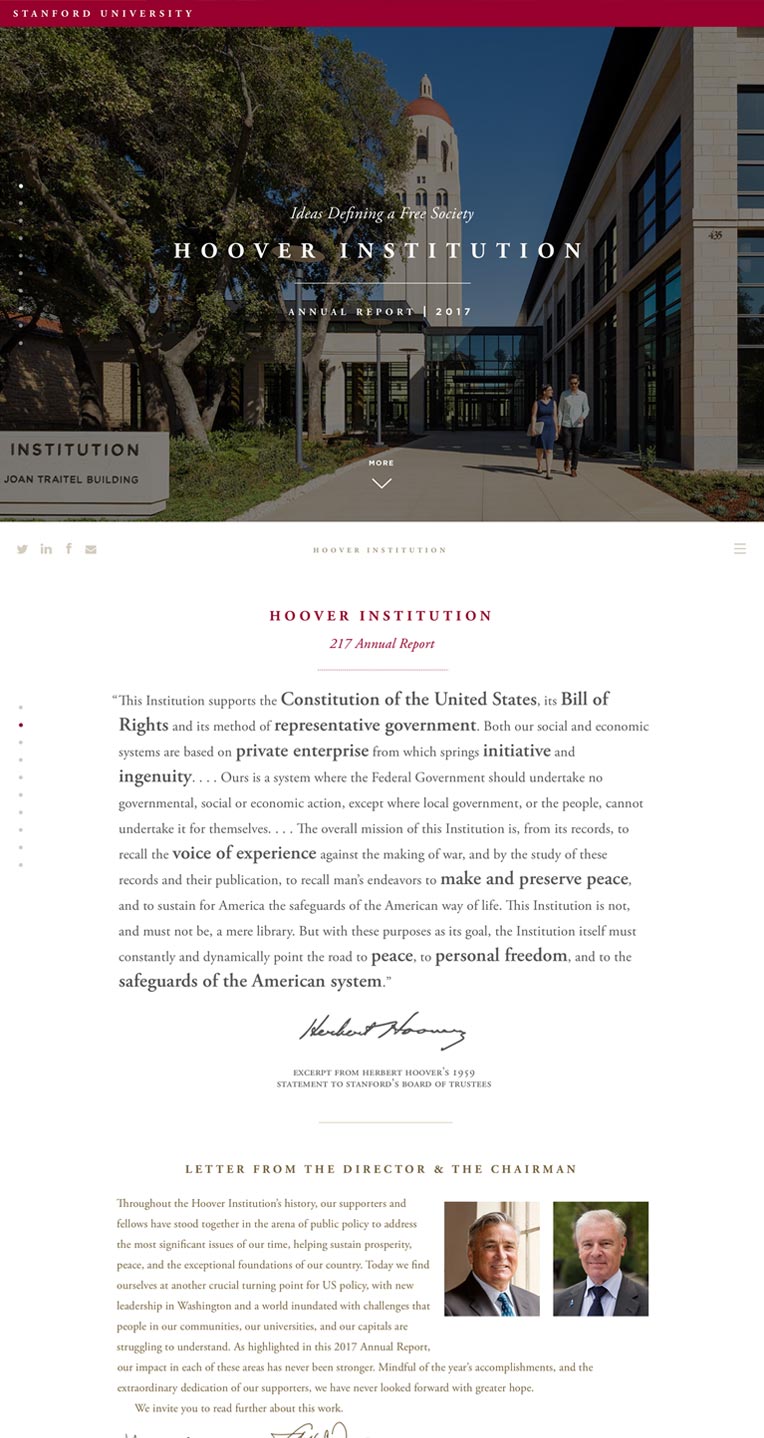 STANFORD UNIVERSITY
Ideas Defining a Free Society
HOOVER INSTITUTION
435
ANNUAL REPORT | 2017
INSTITUTION
JOAN TRAITEL BUILDING
MORE
HOOVER INSTITUTION
HOOVER INSTITUTION
217 Annual Report
“This Institution supports the Constitution of the United States, its Bill of
Rights and its method of representative government. Both our social and economic
systems are based on private enterprise from which springs initiative and
ingenuity. . . . Ours is a system where the Federal Government should undertake no
governmental, social or economic action, except where local government, or the people, cannot
undertake it for themselves. . . . The overall mission of this Institution is, from its records, to
recall the voice of experience against the making of war, and by the study of these
records and their publication, to recall man’s endeavors to make and preserve peace,
and to sustain for America the safeguards of the American way of life. This Institution is not,
and must not be, a mere library. But with these purposes as its goal, the Institution itself must
constantly and dynamically point the road to peace, to personal freedom, and to the
safeguards of the American system.”
Herbert Hoover
EXCERPT FROM HERBERT HOOVER’S 1959
STATEMENT TO STANFORD’S BOARD OF TRUSTEES
LETTER FROM THE DIRECTOR & THE CHAIRMAN
Throughout the Hoover Institution’s history, our supporters and
fellows have stood together in the arena of public policy to address
the most significant issues of our time, helping sustain prosperity,
peace, and the exceptional foundations of our country. Today we find
ourselves at another crucial turning point for US policy, with new
leadership in Washington and a world inundated with challenges that
people in our communities, our universities, and our capitals are
struggling to understand. As highlighted in this 2017 Annual Report,
our impact in each of these areas has never been stronger. Mindful of the year’s accomplishments, and the
extraordinary dedication of our supporters, we have never looked forward with greater hope.
We invite you to read further about this work.